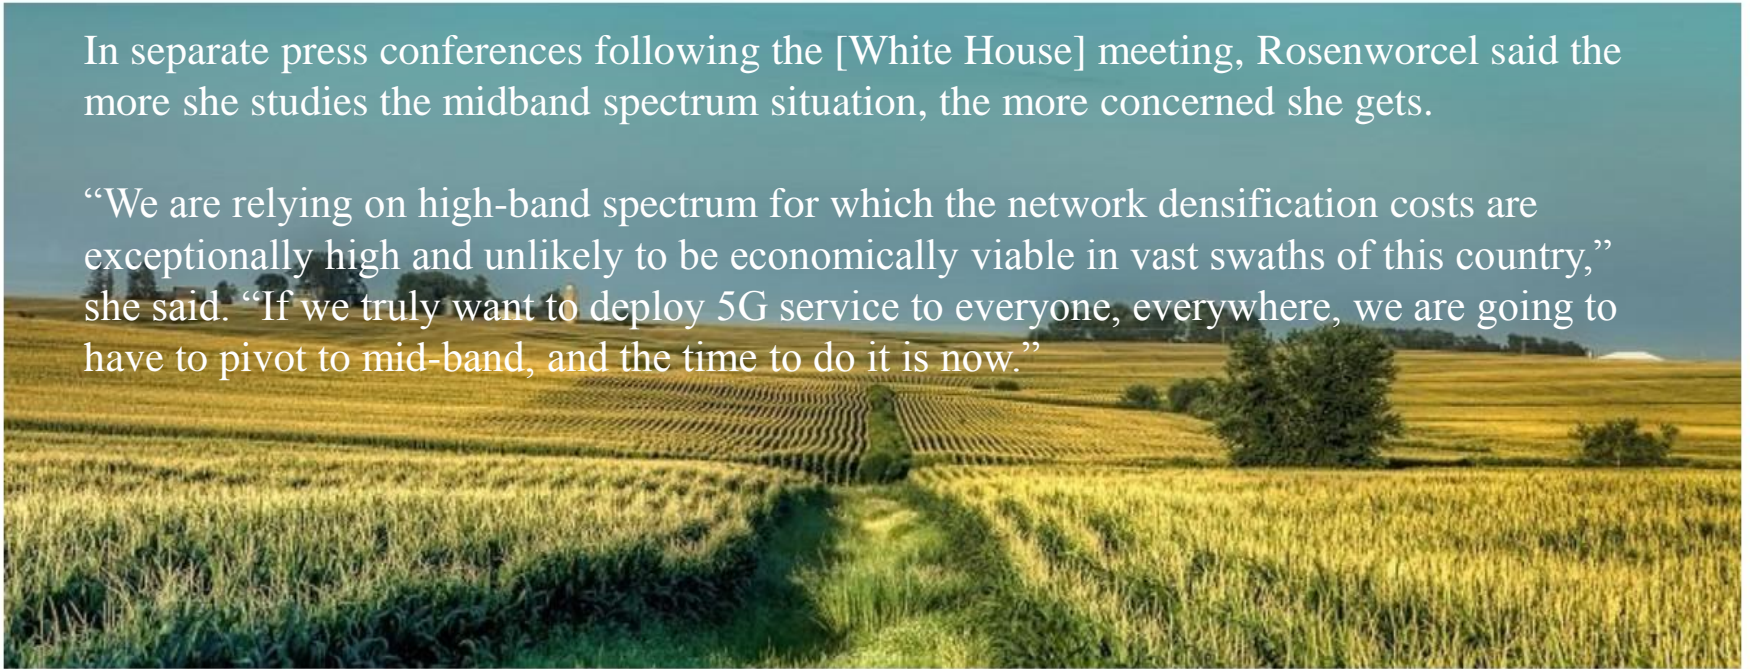 In separate press conferences following the [White House] meeting, Rosenworcel said the
more she studies the midband spectrum situation, the more concerned she gets.
“We are relying on high-band spectrum for which the network densification costs are
exceptionally high and unlikely to be economically viable in vast swaths of this country,”
she said. “If we truly want to deploy 5G service to everyone, everywhere, we are going to
have to pivot to mid-band, and the time to do it is now.”